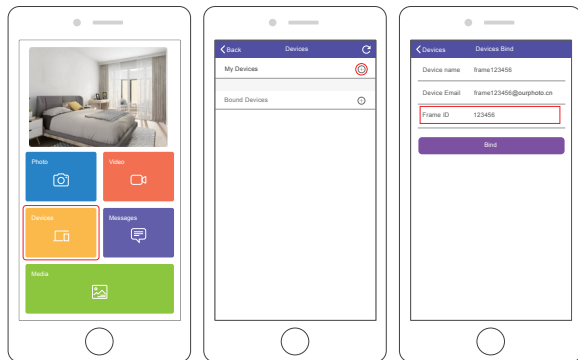 Photo
Video
Devices
Messages
Media
Back Devices
My Devices
Bound Devices
Devices Devices Bind
Device name frame123456
Device Email frame123456@ourphoto.cn
Frame ID 123456
Bind